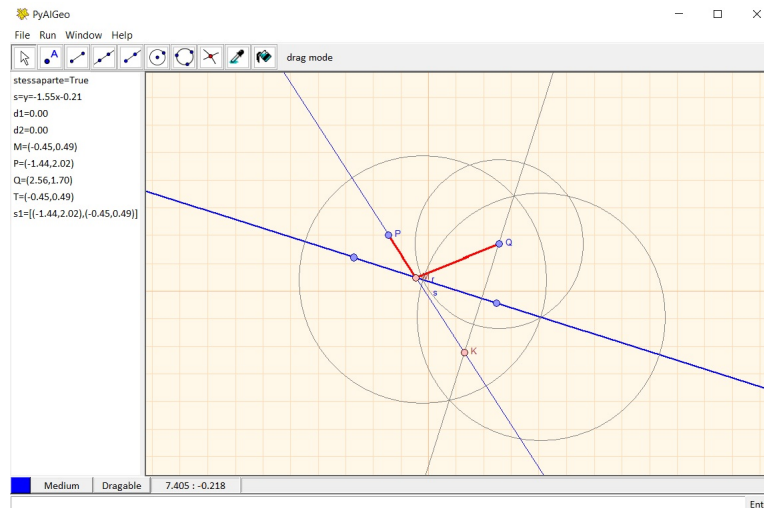 PyAlGeo
File Run Window Help
A
drag mode
stessaparte=True
s=y=-1.55x-0.21
d1=0.00
d2=0.00
M=(-0.45,0.49)
P=(-1.44,2.02)
Q=(2.56,1.70)
T=(-0.45,0.49)
s1=[(-1.44,2.02),(-0.45,0.49)]
P
Q
r
s
K
Medium Dragable 7.405 : -0.218
Ent